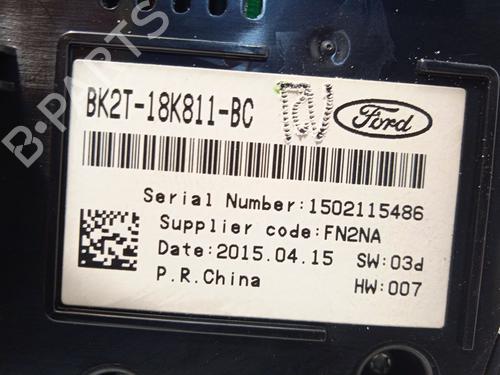 BK2T-18K811-BC
Ford
Serial Number:1502115486
Supplier code:FN2NA
Date:2015.04.15 SW:03d
P.R.China HW:007
B-PARTS